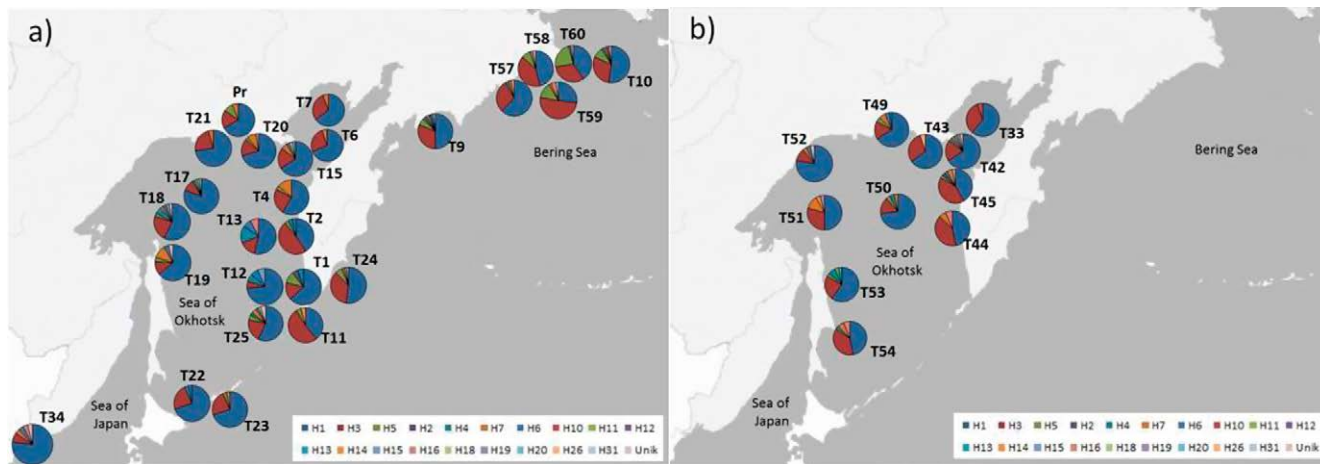 a)
T58
T60
T57
T10
T59
Pr
T7
T21
T20
T6
T9
T15
Bering Sea
T17
T4
T18
T13
T2
T19
T12
T1
T24
Sea of
Okhotsk
T25
T11
T22
Sea of
Japan
T23
T34
H1 H3 H5 H2 H4 H7 H6 H10 H11 H12
H13 H14 H15 H16 H18 H19 H20 H26 H31 Unik
b)
T49
T43
T33
T52
T42
Bering Sea
T50
T45
T51
T44
Sea of
Okhotsk
T53
T54
Sea of
Japan
H1 H3 H5 H2 H4 H7 H6 H10 H11 H12
H13 H14 H15 H16 H18 H19 H20 H26 H31 Unik